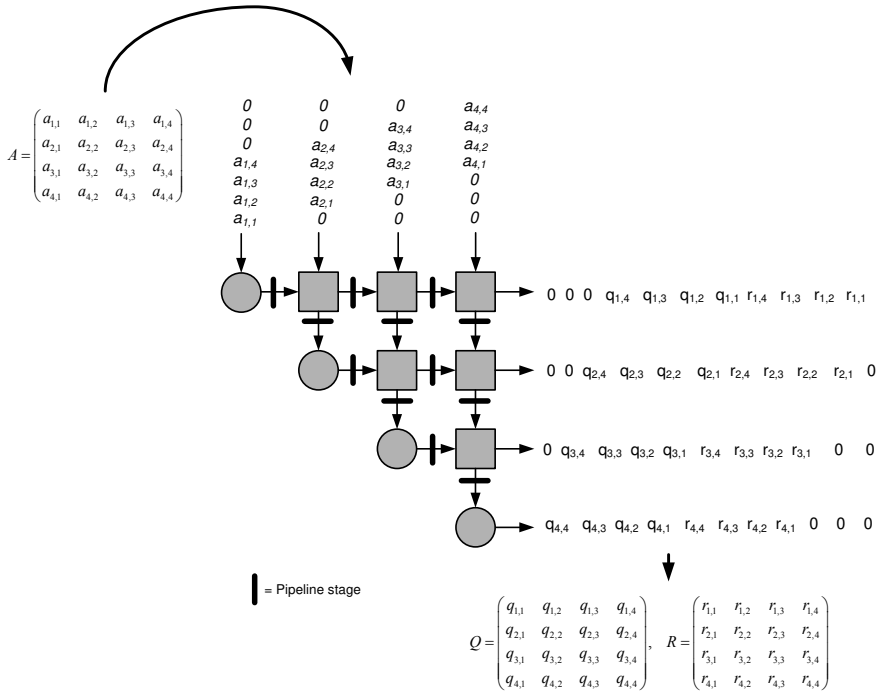 0 0 0 a4,4
0 0 a3,4 a4,3
0 a2,4 a3,3 a4,2
a1,4 a2,3 a3,2 a4,1
a1,3 a2,2 a3,1 0
a1,2 a2,1 0 0
a1,1 0 0 0
A =
a1,1 a1,2 a1,3 a1,4
a2,1 a2,2 a2,3 a2,4
a3,1 a3,2 a3,3 a3,4
a4,1 a4,2 a4,3 a4,4
0 0 0 q1,4 q1,3 q1,2 q1,1 r1,4 r1,3 r1,2 r1,1
0 0 q2,4 q2,3 q2,2 q2,1 r2,4 r2,3 r2,2 r2,1 0
0 q3,4 q3,3 q3,2 q3,1 r3,4 r3,3 r3,2 r3,1 0 0
q4,4 q4,3 q4,2 q4,1 r4,4 r4,3 r4,2 r4,1 0 0 0
= Pipeline stage
Q =
q1,1 q1,2 q1,3 q1,4
q2,1 q2,2 q2,3 q2,4
q3,1 q3,2 q3,3 q3,4
q4,1 q4,2 q4,3 q4,4
, R =
r1,1 r1,2 r1,3 r1,4
r2,1 r2,2 r2,3 r2,4
r3,1 r3,2 r3,3 r3,4
r4,1 r4,2 r4,3 r4,4